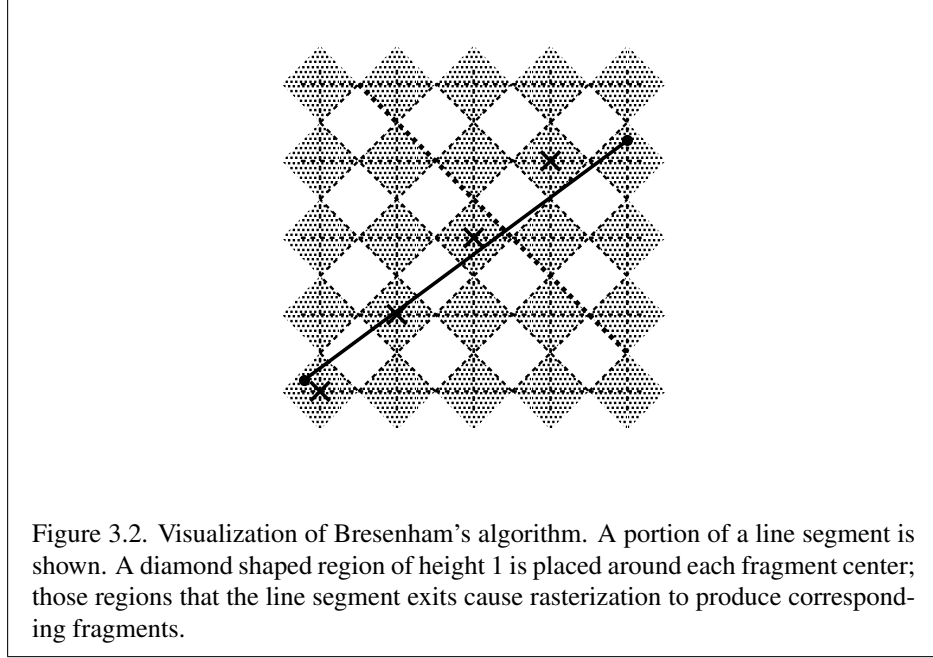 Figure 3.2. Visualization of Bresenham's algorithm. A portion of a line segment is
shown. A diamond shaped region of height 1 is placed around each fragment center;
those regions that the line segment exits cause rasterization to produce correspond-
ing fragments.